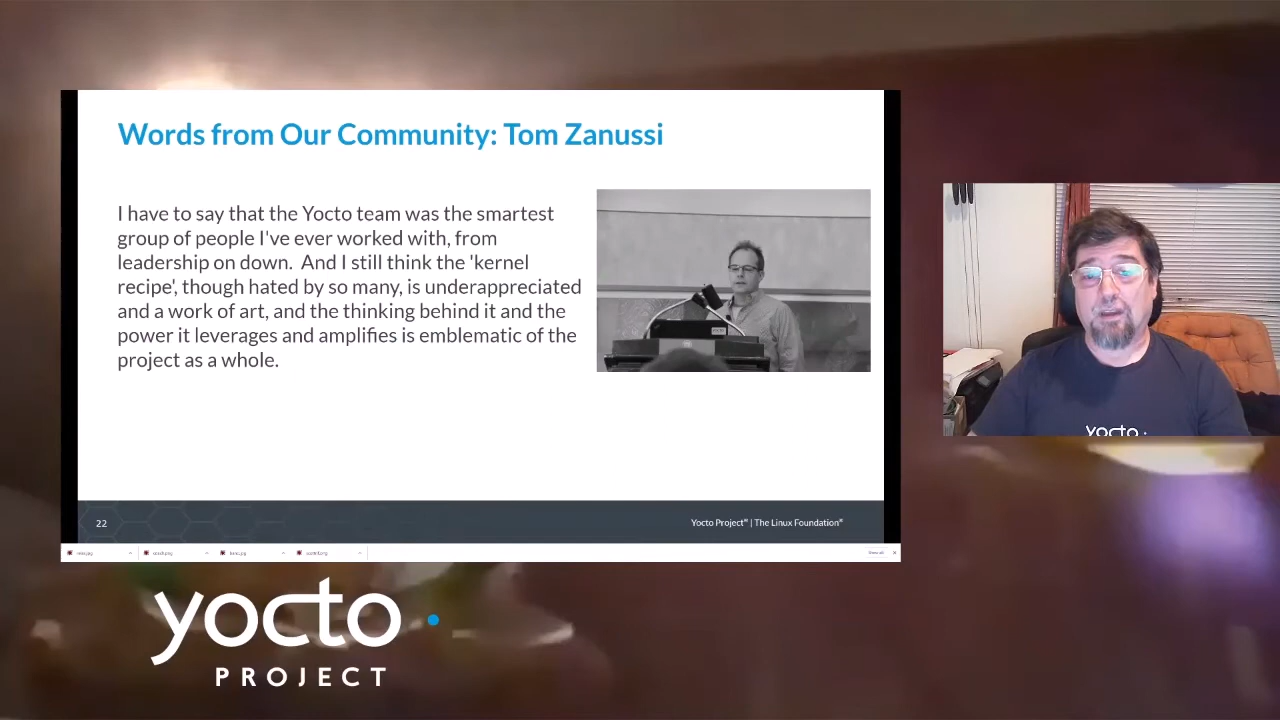 Words from Our Community: Tom Zanussi
I have to say that the Yocto team was the smartest
group of people I've ever worked with, from
leadership on down.  And I still think the 'kernel
recipe', though hated by so many, is underappreciated
and a work of art, and the thinking behind it and the
power it leverages and amplifies is emblematic of the
project as a whole.
22
Yocto Project® | The Linux Foundation®
Show all
yocto
yocto
PROJECT